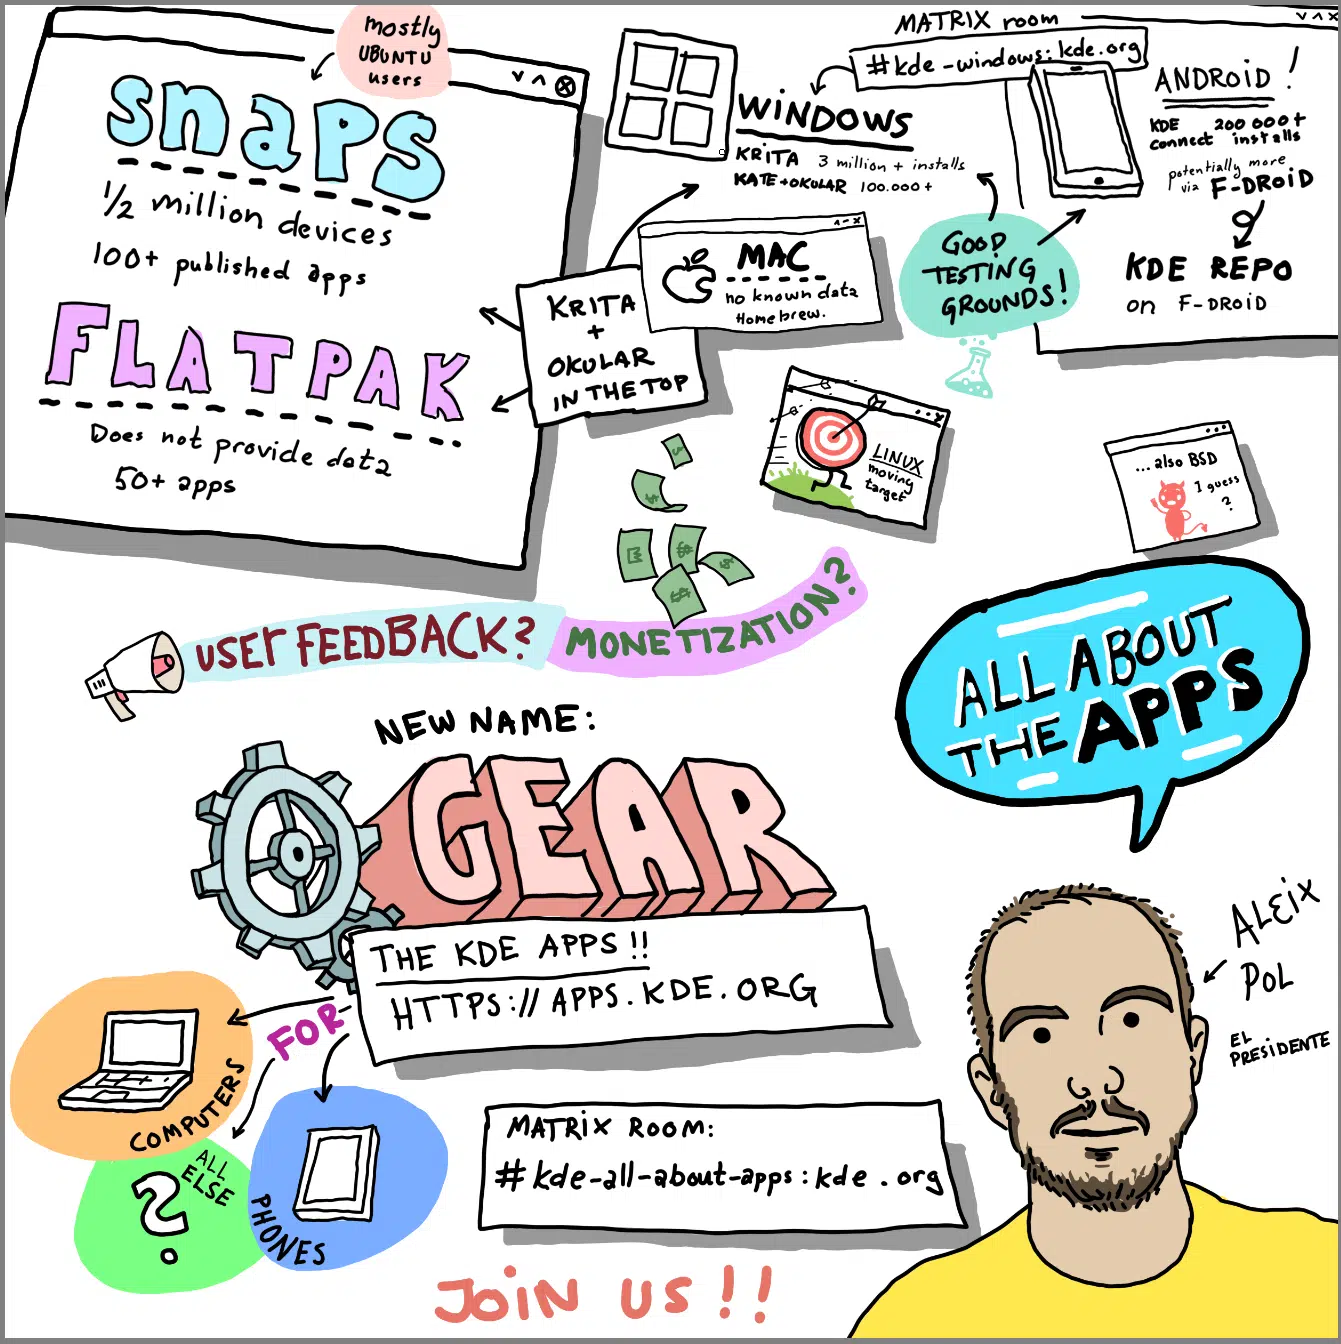 mostly
UBUNTU
users
snaps
1/2 million devices
100+ published apps
FLATPAK
Does not provide data
50+ apps
KRITA
+
OKULAR
IN THE TOP
MATRIX room
#kde-windows:kde.org
WINDOWS
KRITA 3 million + installs
KATE + OKULAR 100.000 +
MAC
no known data
Homebrew.
GOOD
TESTING
GROUNDS!
ANDROID!
KDE connect 200 000 + installs
potentially more
via F-DROID
KDE REPO
on F-DROID
LINUX
moving
target
... also BSD
I guess
?
USER FEEDBACK? MONETIZATION?
ALL ABOUT
THE APPS
NEW NAME:
GEAR
THE KDE APPS !!
HTTPS://APPS.KDE.ORG
FOR
COMPUTERS
ALL
ELSE
?
PHONES
MATRIX ROOM:
#kde-all-about-apps:kde.org
JOIN US!!
ALEIX
POL
EL
PRESIDENTE